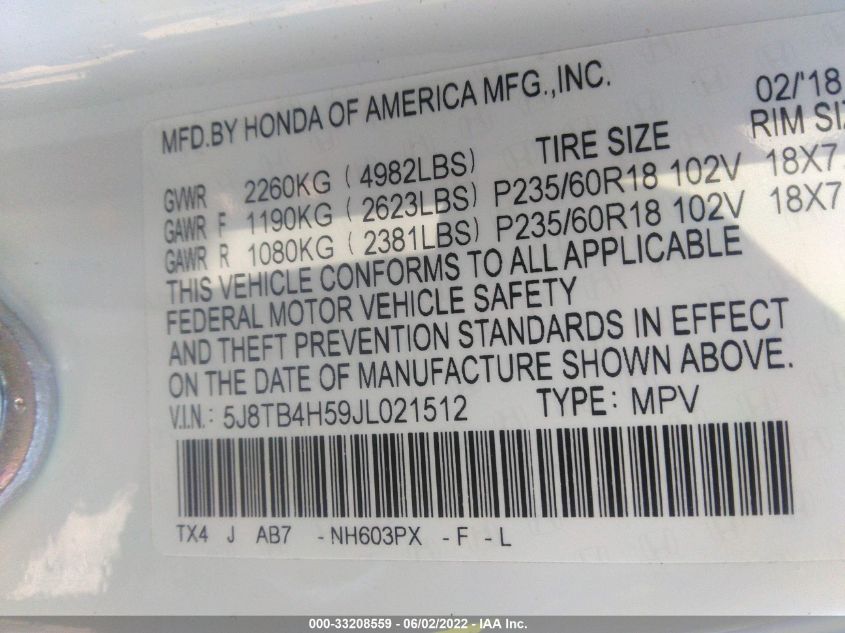 MFD.BY HONDA OF AMERICA MFG.,INC. 02/'18
TIRE SIZE RIM SIZ
GVWR 2260KG ( 4982LBS)
GAWR F 1190KG ( 2623LBS) P235/60R18 102V 18X7
GAWR R 1080KG ( 2381LBS) P235/60R18 102V 18X7
THIS VEHICLE CONFORMS TO ALL APPLICABLE
FEDERAL MOTOR VEHICLE SAFETY
AND THEFT PREVENTION STANDARDS IN EFFECT
ON THE DATE OF MANUFACTURE SHOWN ABOVE.
V.I.N.: 5J8TB4H59JL021512 TYPE: MPV
TX4 J AB7 -NH603PX -F -L
000-33208559 — 06/02/2022 - IAA Inc.